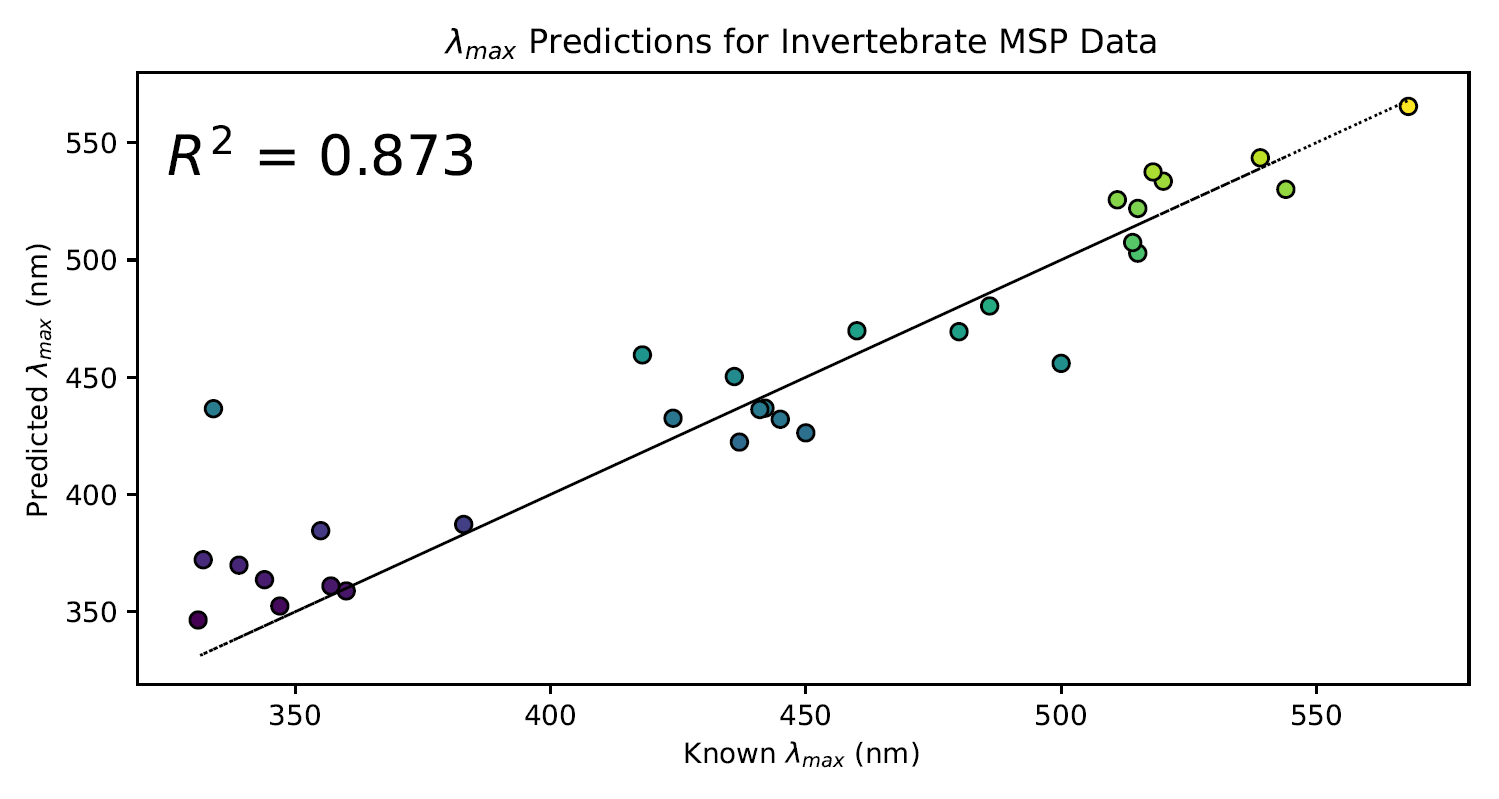 λmax Predictions for Invertebrate MSP Data
R² = 0.873
Predicted λmax (nm)
550
500
450
400
350
350 400 450 500 550
Known λmax (nm)